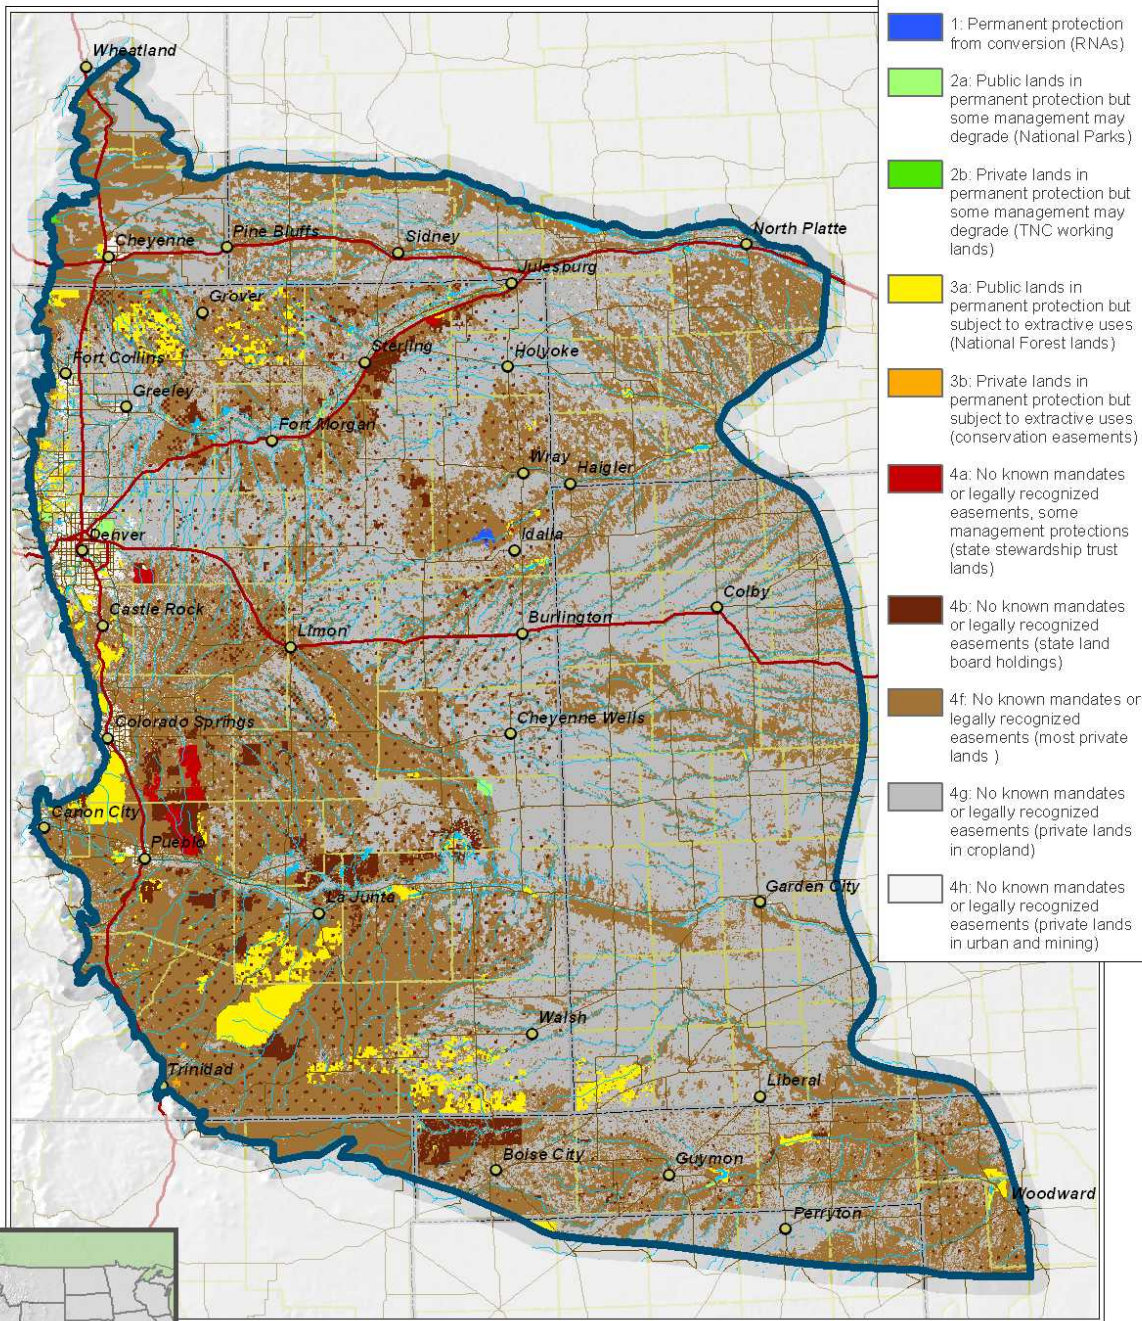 1: Permanent protection
from conversion (RNAs)
2a: Public lands in
permanent protection but
some management may
degrade (National Parks)
2b: Private lands in
permanent protection but
some management may
degrade (TNC working
lands)
3a: Public lands in
permanent protection but
subject to extractive uses
(National Forest lands)
3b: Private lands in
permanent protection but
subject to extractive uses
(conservation easements)
4a: No known mandates
or legally recognized
easements, some
management protections
(state stewardship trust
lands)
4b: No known mandates
or legally recognized
easements (state land
board holdings)
4f: No known mandates or
legally recognized
easements (most private
lands )
4g: No known mandates
or legally recognized
easements (private lands
in cropland)
4h: No known mandates
or legally recognized
easements (private lands
in urban and mining)
Wheatland
North Platte
Pine Bluffs
Cheyenne
Sidney
Julesburg
Grover
Sterling
Holyoke
Fort Collins
Greeley
Fort Morgan
Wray
Haigler
Denver
Idalia
Castle Rock
Colby
Burlington
Limon
Colorado Springs
Cheyenne Wells
Canon City
Pueblo
Garden City
La Junta
Walsh
Trinidad
Liberal
Boise City
Guymon
Woodward
Perryton